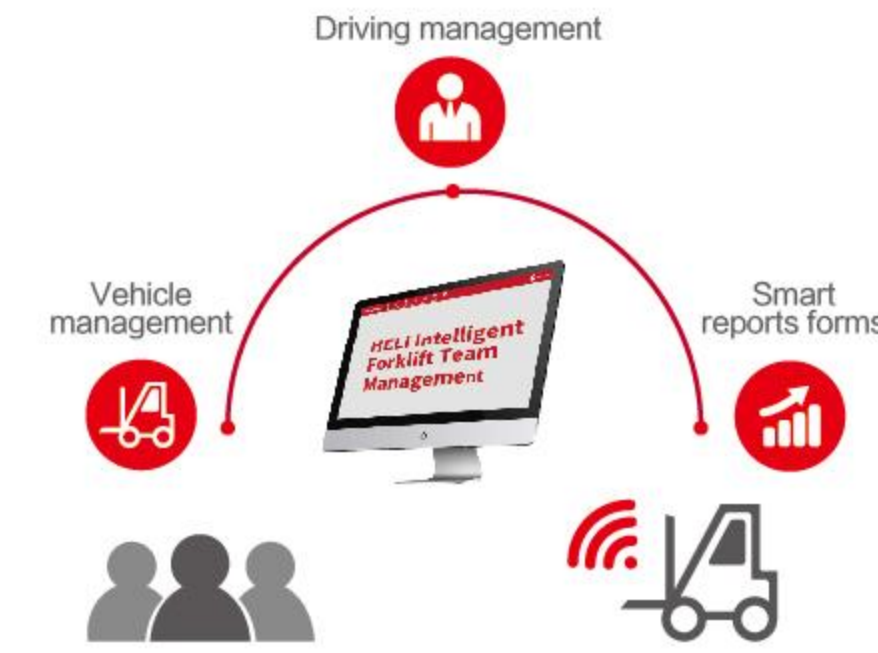 Driving management
Vehicle
management
Smart
reports forms
HELI Intelligent
Forklift Team
Management